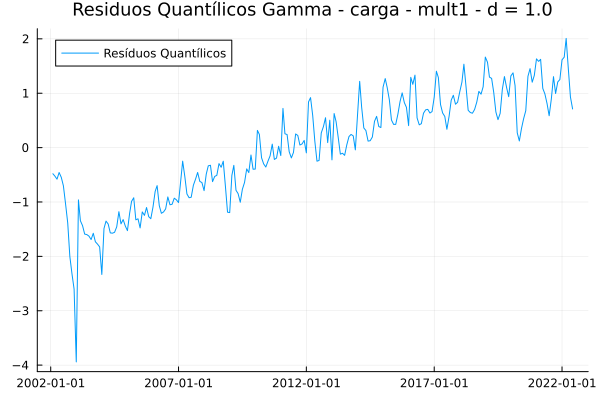 Residuos Quantílicos Gamma - carga - mult1 - d = 1.0
Resíduos Quantílicos
2
1
0
−1
−2
−3
−4
2002-01-01 2007-01-01 2012-01-01 2017-01-01 2022-01-01